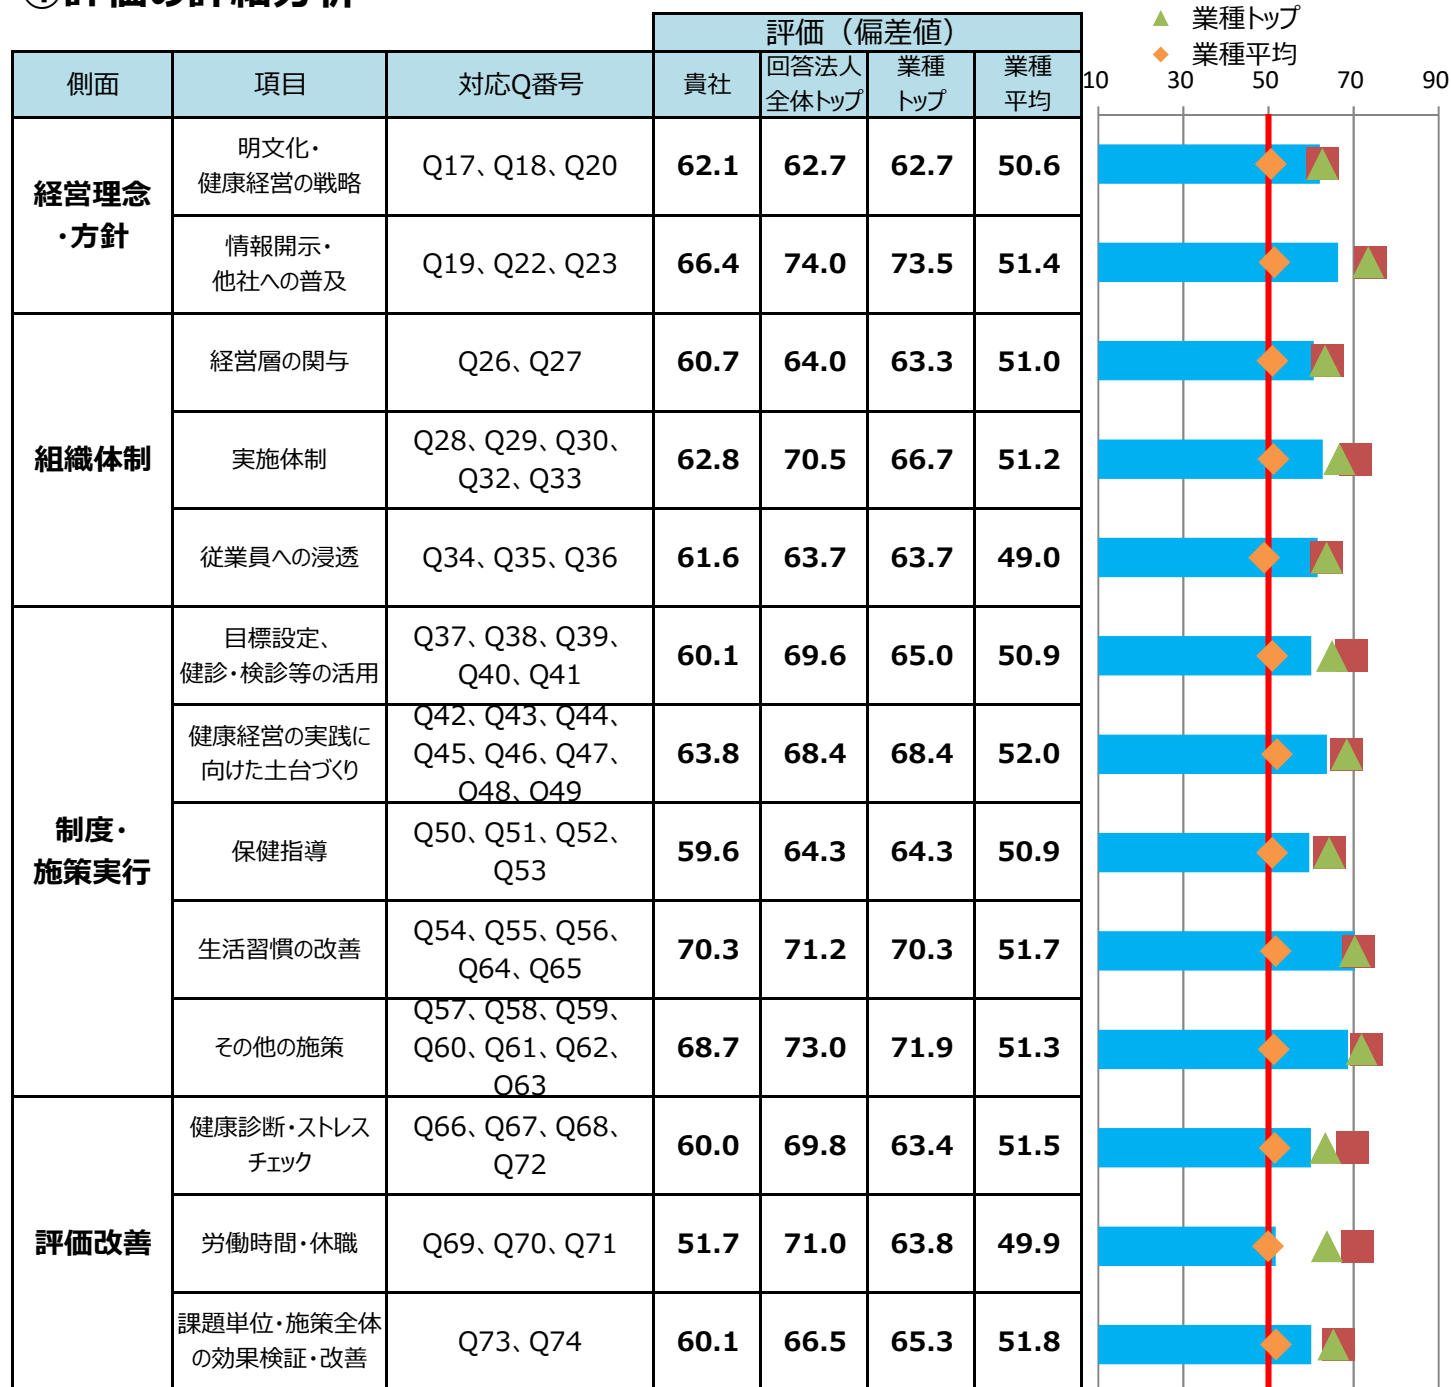 ①評価の詳細分析
▲ 業種トップ
◆ 業種平均
評価（偏差値）
側面 項目 対応Q番号 貴社 回答法人全体トップ 業種トップ 業種平均
10 30 50 70 90
経営理念
・方針
明文化・
健康経営の戦略
Q17、Q18、Q20 62.1 62.7 62.7 50.6
情報開示・
他社への普及
Q19、Q22、Q23 66.4 74.0 73.5 51.4
組織体制
経営層の関与 Q26、Q27 60.7 64.0 63.3 51.0
実施体制
Q28、Q29、Q30、
Q32、Q33
62.8 70.5 66.7 51.2
従業員への浸透 Q34、Q35、Q36 61.6 63.7 63.7 49.0
制度・
施策実行
目標設定、
健診・検診等の活用
Q37、Q38、Q39、
Q40、Q41
60.1 69.6 65.0 50.9
健康経営の実践に
向けた土台づくり
Q42、Q43、Q44、
Q45、Q46、Q47、
Q48、Q49
63.8 68.4 68.4 52.0
保健指導
Q50、Q51、Q52、
Q53
59.6 64.3 64.3 50.9
生活習慣の改善
Q54、Q55、Q56、
Q64、Q65
70.3 71.2 70.3 51.7
その他の施策
Q57、Q58、Q59、
Q60、Q61、Q62、
Q63
68.7 73.0 71.9 51.3
評価改善
健康診断・ストレス
チェック
Q66、Q67、Q68、
Q72
60.0 69.8 63.4 51.5
労働時間・休職 Q69、Q70、Q71 51.7 71.0 63.8 49.9
課題単位・施策全体
の効果検証・改善
Q73、Q74 60.1 66.5 65.3 51.8